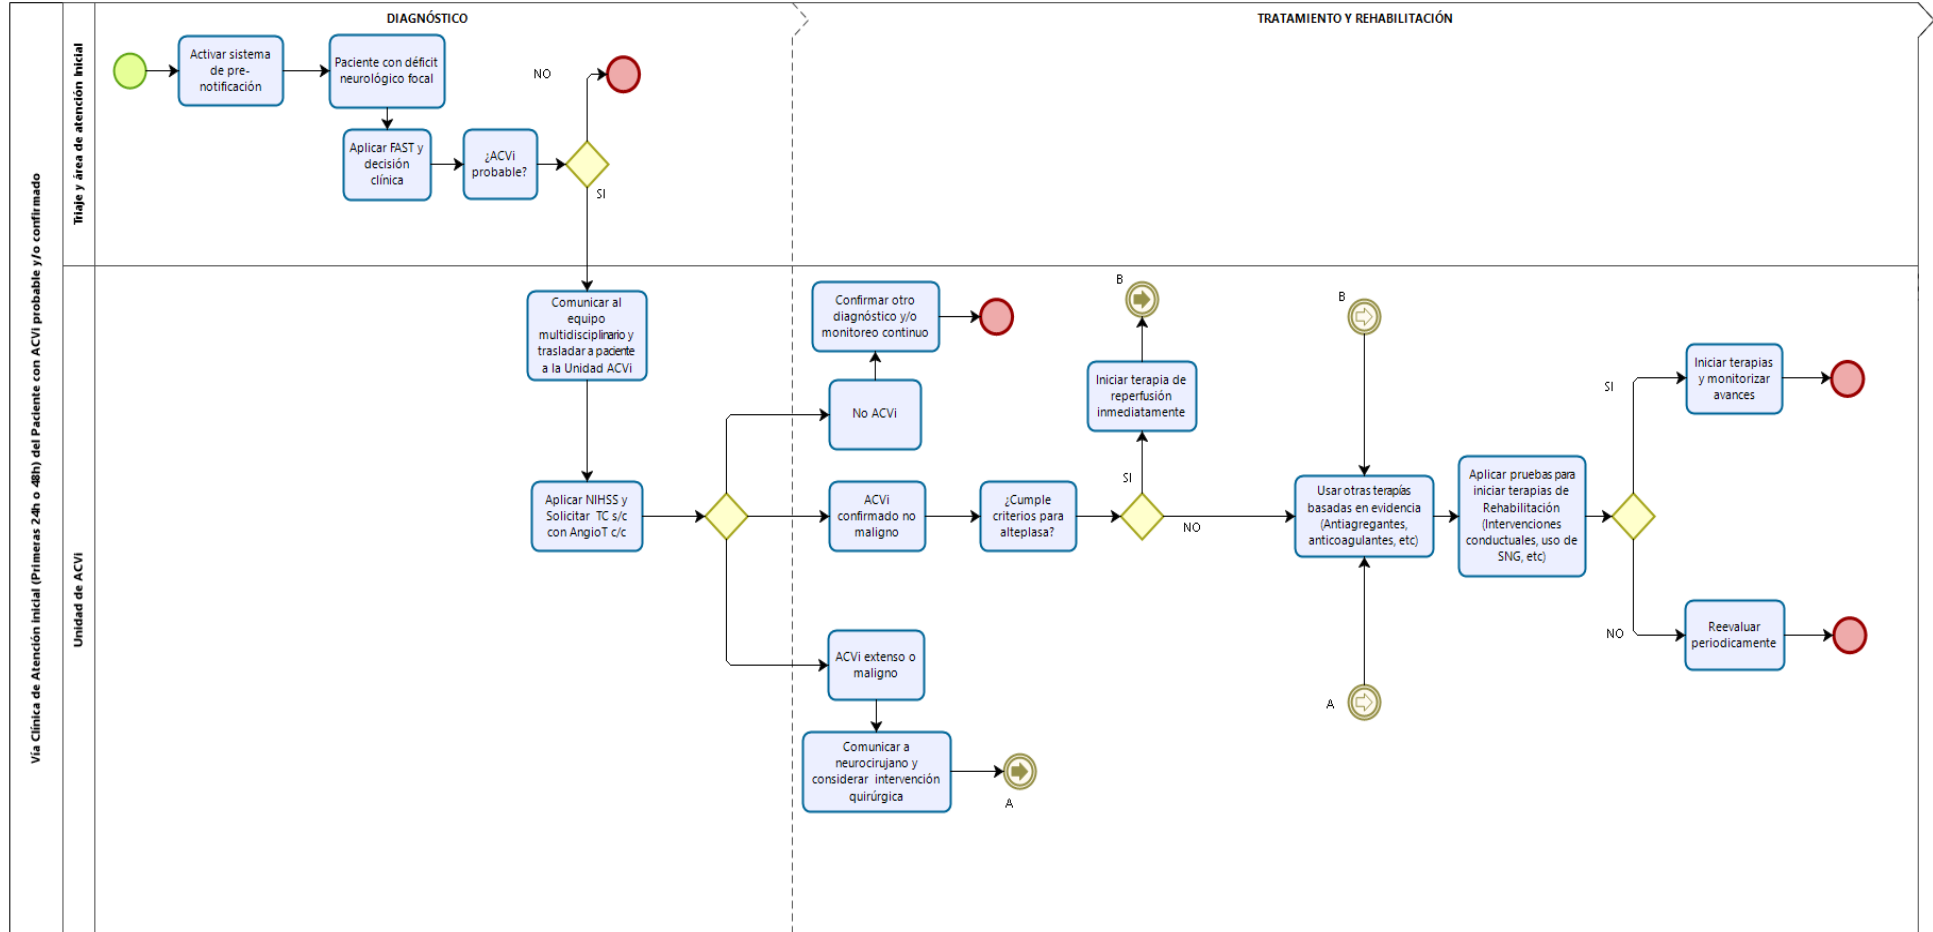 DIAGNÓSTICO
TRATAMIENTO Y REHABILITACIÓN
Vía Clínica de Atención Inicial (Primeras 24h o 48h) del Paciente con ACVi probable y/o confirmado
Triaje y área de atención Inicial
Activar sistema
de pre-
notificación
Paciente con déficit
neurológico focal
Aplicar FAST y
decisión
clínica
¿ACVi
probable?
NO
SI
Unidad de ACVi
Comunicar al
equipo
multidisciplinario y
trasladar a paciente
a la Unidad ACVi
Aplicar NIHSS y
Solicitar TC s/c
con AngioT c/c
Confirmar otro
diagnóstico y/o
monitoreo continuo
No ACVi
ACVi
confirmado no
maligno
¿Cumple
criterios para
alteplasa?
SI
NO
Iniciar terapia de
reperfusión
inmediatamente
B
ACVi extenso o
maligno
Comunicar a
neurocirujano y
considerar intervención
quirúrgica
A
B
Usar otras terapías
basadas en evidencia
(Antiagregantes,
anticoagulantes, etc)
A
Aplicar pruebas para
iniciar terapias de
Rehabilitación
(Intervenciones
conductuales, uso de
SNG, etc)
SI
Iniciar terapias
y monitorizar
avances
NO
Reevaluar
periodicamente